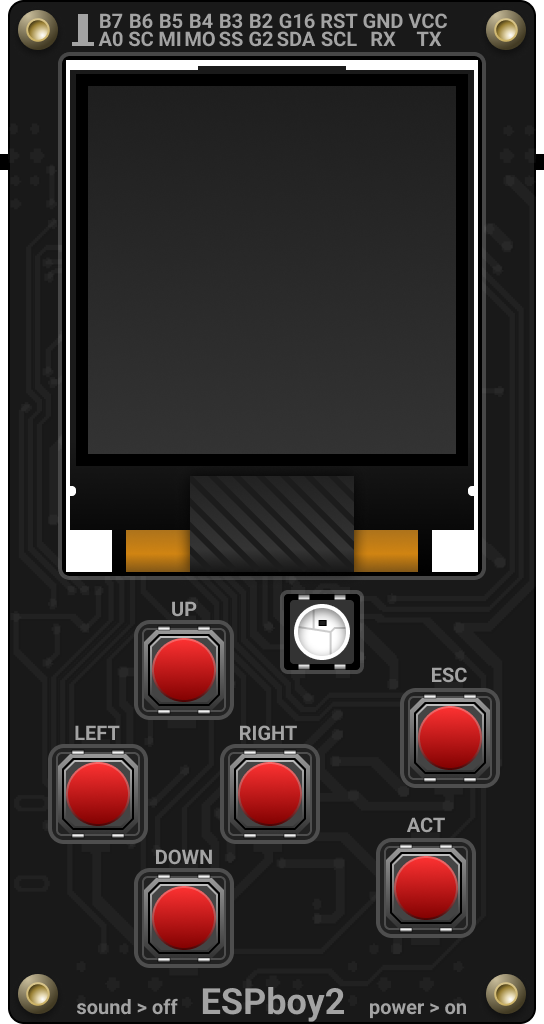 B7 B6 B5 B4 B3 B2 G16 RST GND VCC
A0 SC MI MO SS G2 SDA SCL RX TX
UP
ESC
LEFT RIGHT
ACT
DOWN
sound > off ESPboy2 power > on